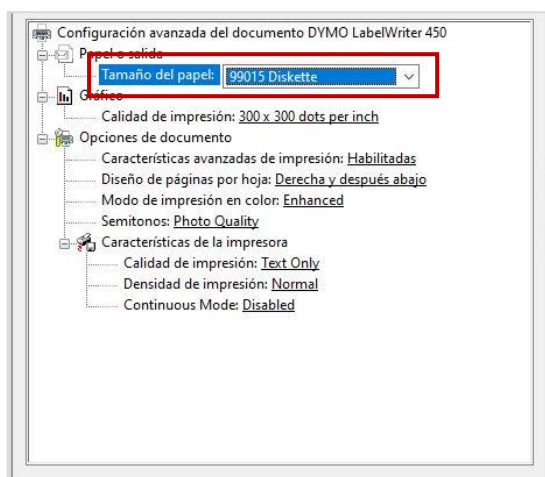 Configuración avanzada del documento DYMO LabelWriter 450
Papel o salida
Tamaño del papel: 99015 Diskette
Gráfico
Calidad de impresión: 300 x 300 dots per inch
Opciones de documento
Características avanzadas de impresión: Habilitadas
Diseño de páginas por hoja: Derecha y después abajo
Modo de impresión en color: Enhanced
Semitonos: Photo Quality
Características de la impresora
Calidad de impresión: Text Only
Densidad de impresión: Normal
Continuous Mode: Disabled